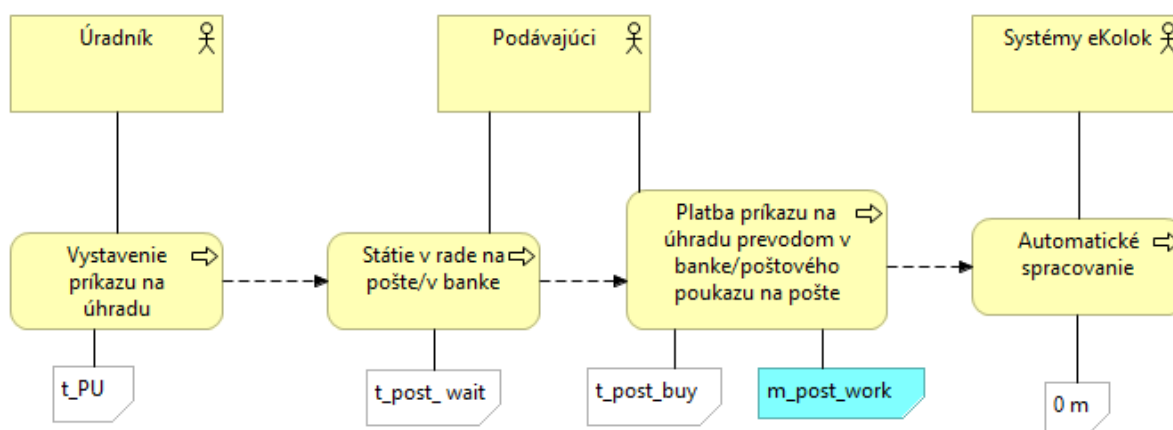 Úradník
Podávajúci
Systémy eKolok
Vystavenie
príkazu na
úhradu
Státie v rade na
pošte/v banke
Platba príkazu na
úhradu prevodom v
banke/poštového
poukazu na pošte
Automatické
spracovanie
t_PU
t_post_ wait
t_post_buy
m_post_work
0 m